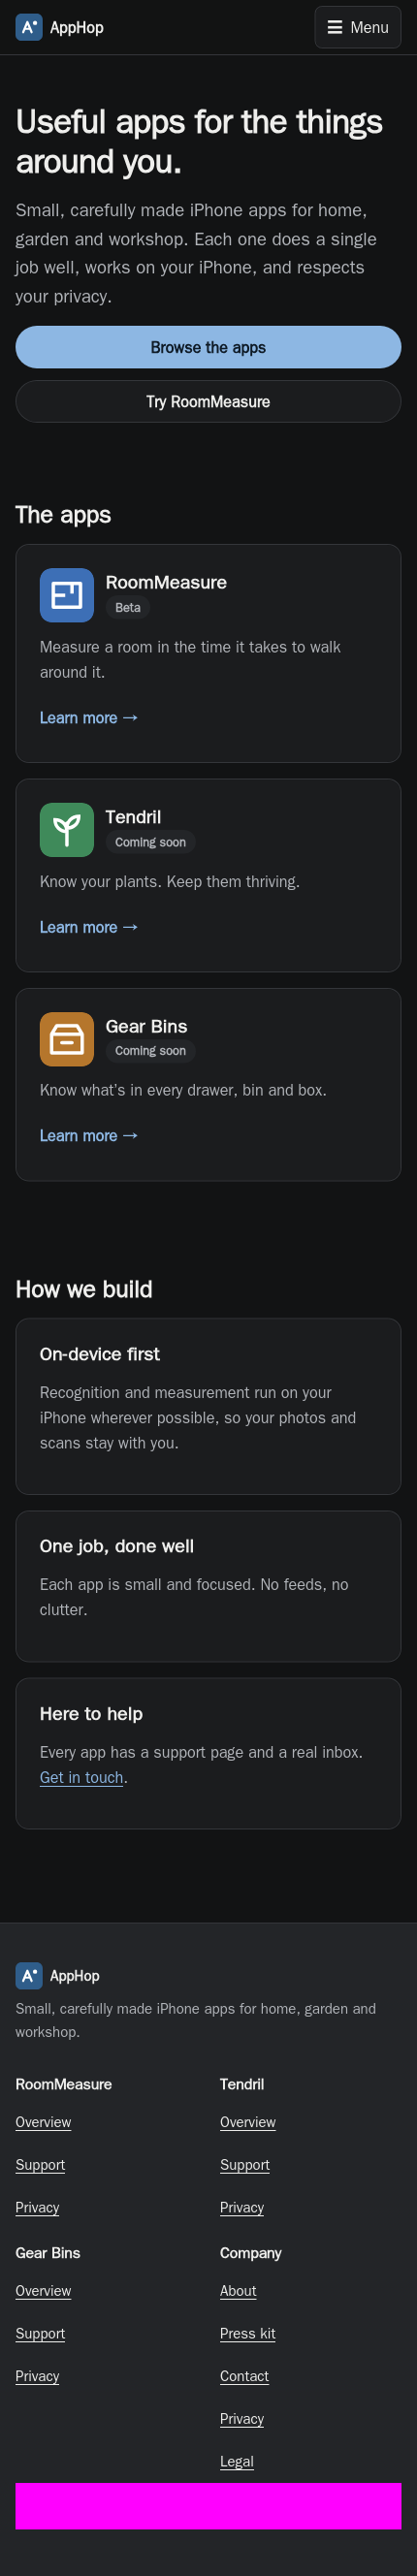 AppHop
☰ Menu
Useful apps for the things
around you.
Small, carefully made iPhone apps for home,
garden and workshop. Each one does a single
job well, works on your iPhone, and respects
your privacy.
Browse the apps
Try RoomMeasure
The apps
RoomMeasure
Beta
Measure a room in the time it takes to walk
around it.
Learn more →
Tendril
Coming soon
Know your plants. Keep them thriving.
Learn more →
Gear Bins
Coming soon
Know what’s in every drawer, bin and box.
Learn more →
How we build
On-device first
Recognition and measurement run on your
iPhone wherever possible, so your photos and
scans stay with you.
One job, done well
Each app is small and focused. No feeds, no
clutter.
Here to help
Every app has a support page and a real inbox.
Get in touch.
AppHop
Small, carefully made iPhone apps for home, garden and
workshop.
RoomMeasure
Overview
Support
Privacy
Tendril
Overview
Support
Privacy
Gear Bins
Overview
Support
Privacy
Company
About
Press kit
Contact
Privacy
Legal